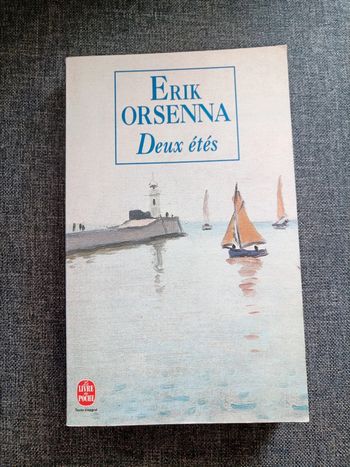 ERIK
ORSENNA
Deux étés
LE LIVRE
DE POCHE
Texte intégral